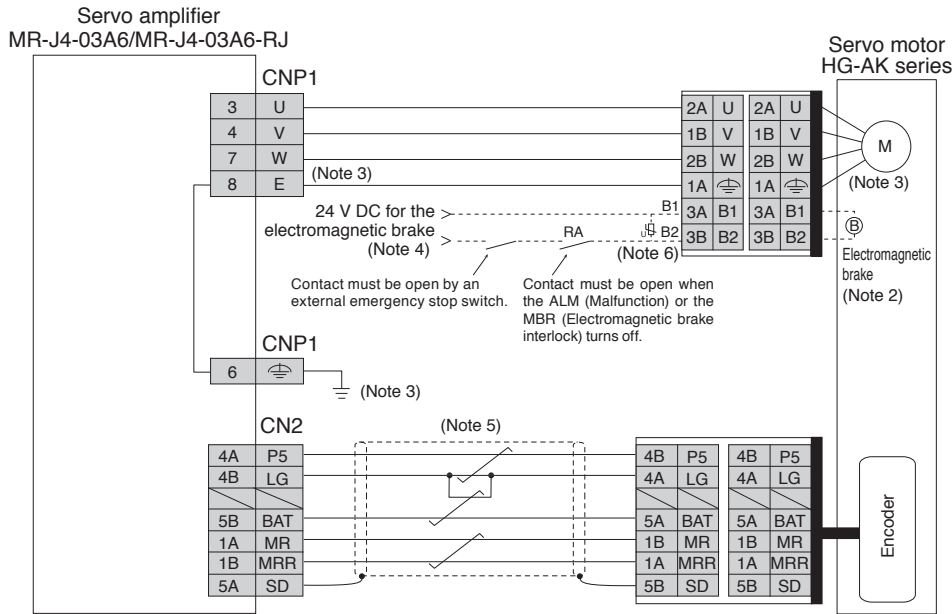 Servo amplifier
MR-J4-03A6/MR-J4-03A6-RJ
Servo motor
HG-AK series
CNP1
3 U
4 V
7 W
8 E
(Note 3)
2A U 2A U
1B V 1B V
2B W 2B W
1A 1A
3A B1 3A B1
3B B2 3B B2
M
(Note 3)
B
Electromagnetic
brake
(Note 2)
24 V DC for the
electromagnetic brake
(Note 4)
B1
RA
U
B2
(Note 6)
Contact must be open by an
external emergency stop switch.
Contact must be open when
the ALM (Malfunction) or the
MBR (Electromagnetic brake
interlock) turns off.
CNP1
6
(Note 3)
CN2
(Note 5)
4A P5
4B LG
5B BAT
1A MR
1B MRR
5A SD
4B P5 4B P5
4A LG 4A LG
5A BAT 5A BAT
1B MR 1B MR
1A MRR 1A MRR
5B SD 5B SD
Encoder